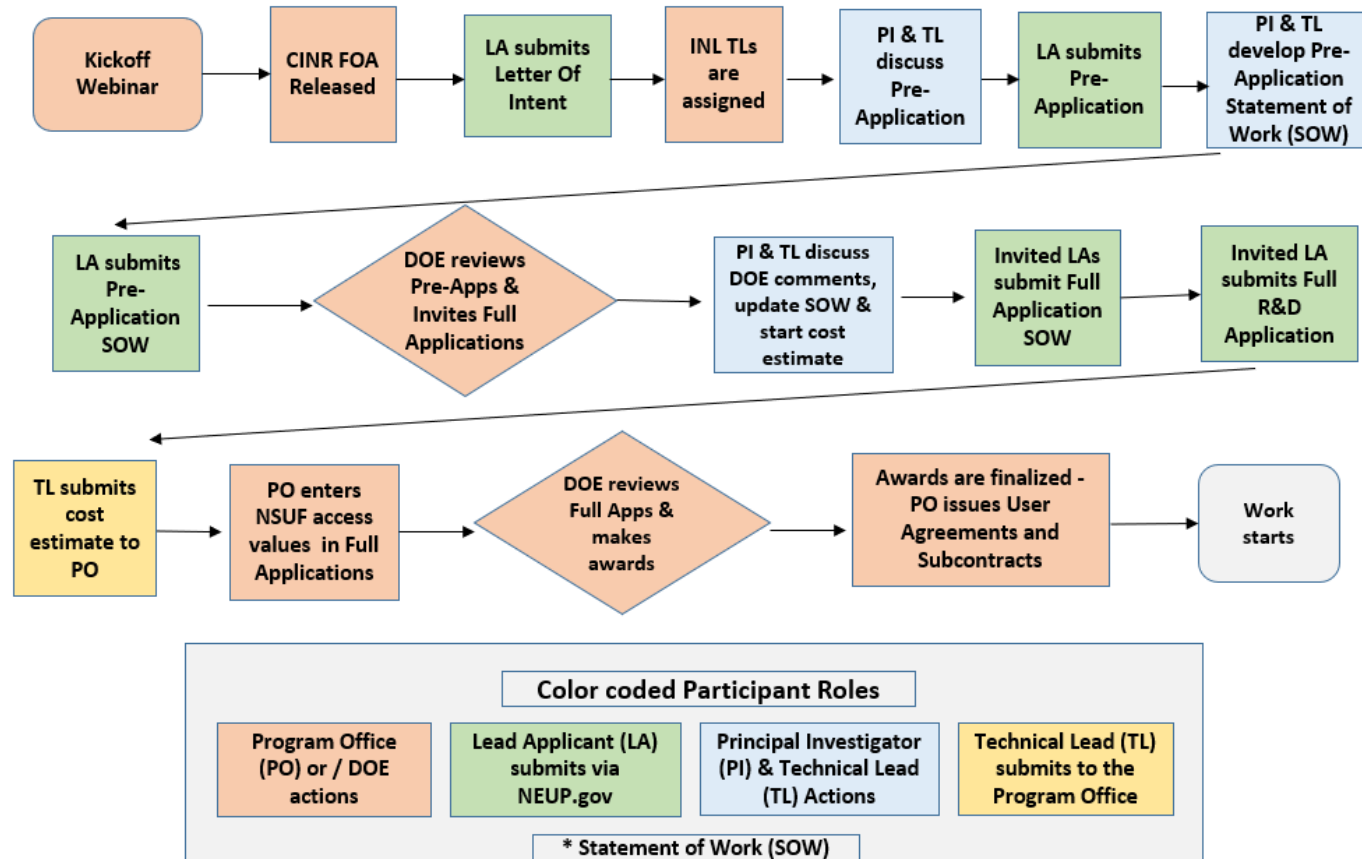 Kickoff
Webinar
CINR FOA
Released
LA submits
Letter Of
Intent
INL TLs
are
assigned
PI & TL
discuss
Pre-
Application
LA submits
Pre-
Application
PI & TL
develop Pre-
Application
Statement of
Work (SOW)
LA submits
Pre-
Application
SOW
DOE reviews
Pre-Apps &
Invites Full
Applications
PI & TL discuss
DOE comments,
update SOW &
start cost
estimate
Invited LAs
submit Full
Application
SOW
Invited LA
submits Full
R&D
Application
TL submits
cost
estimate to
PO
PO enters
NSUF access
values in Full
Applications
DOE reviews
Full Apps &
makes
awards
Awards are finalized -
PO issues User
Agreements and
Subcontracts
Work
starts
Color coded Participant Roles
Program Office
(PO) or / DOE
actions
Lead Applicant (LA)
submits via
NEUP.gov
Principal Investigator
(PI) & Technical Lead
(TL) Actions
Technical Lead (TL)
submits to the
Program Office
* Statement of Work (SOW)